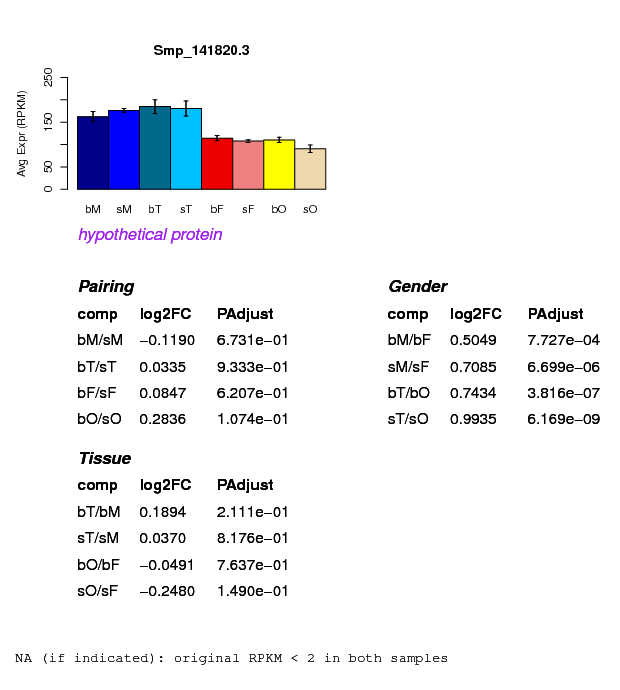 Smp_141820.3
Avg Expr (RPKM)
250
150
50
0
bM sM bT sT bF sF bO sO
hypothetical protein
Pairing
comp log2FC PAdjust
bM/sM −0.1190 6.731e−01
bT/sT 0.0335 9.333e−01
bF/sF 0.0847 6.207e−01
bO/sO 0.2836 1.074e−01
Gender
comp log2FC PAdjust
bM/bF 0.5049 7.727e−04
sM/sF 0.7085 6.699e−06
bT/bO 0.7434 3.816e−07
sT/sO 0.9935 6.169e−09
Tissue
comp log2FC PAdjust
bT/bM 0.1894 2.111e−01
sT/sM 0.0370 8.176e−01
bO/bF −0.0491 7.637e−01
sO/sF −0.2480 1.490e−01
NA (if indicated): original RPKM < 2 in both samples